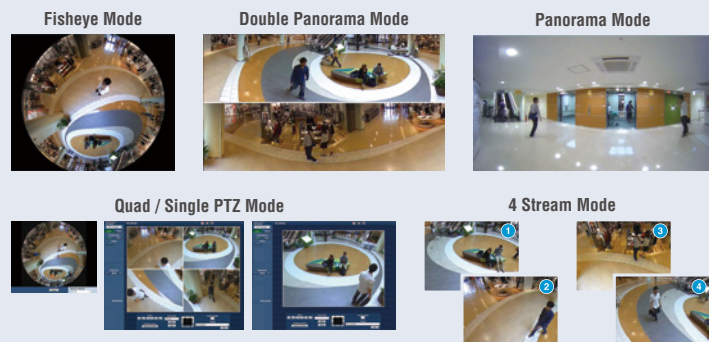 Fisheye Mode
Double Panorama Mode
Panorama Mode
Quad / Single PTZ Mode
4 Stream Mode
1
2
3
4